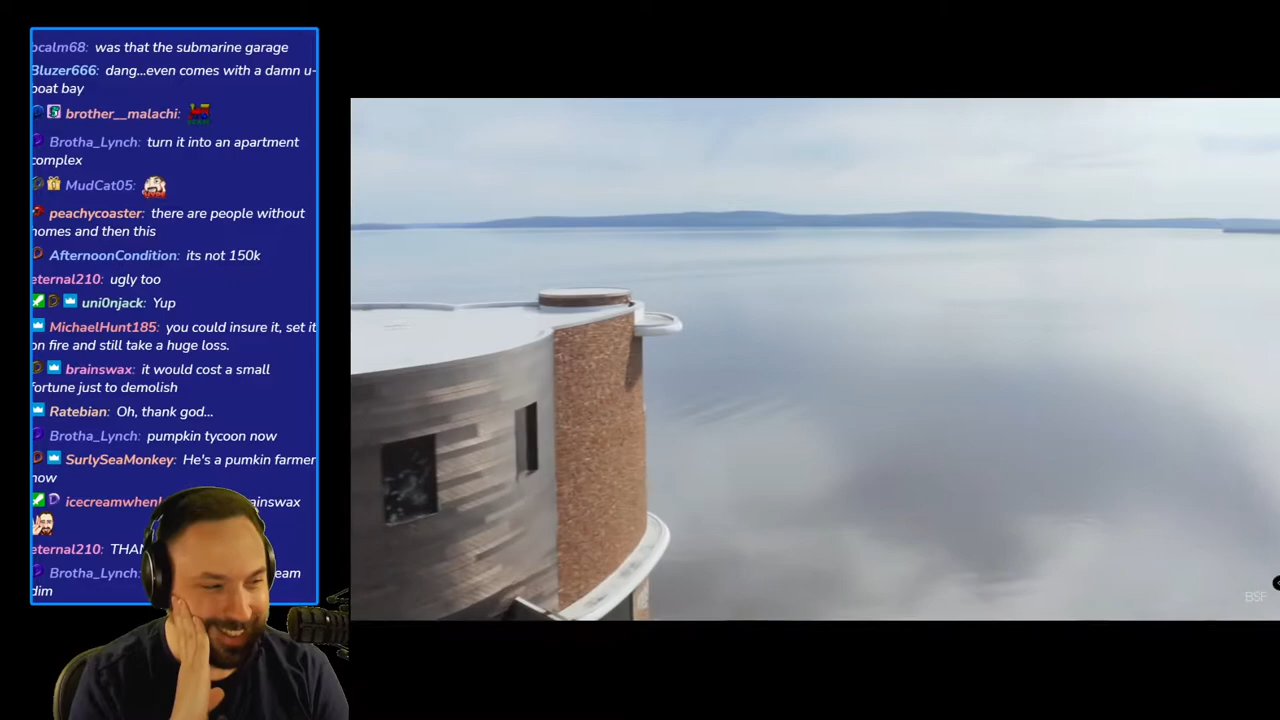 ocalm68: was that the submarine garage
Bluzer666: dang...even comes with a damn u-
boat bay
brother__malachi:
Brotha_Lynch: turn it into an apartment
complex
MudCat05:
peachycoaster: there are people without
homes and then this
AfternoonCondition: its not 150k
eternal210: ugly too
uni0njack: Yup
MichaelHunt185: you could insure it, set it
on fire and still take a huge loss.
brainswax: it would cost a small
fortune just to demolish
Ratebian: Oh, thank god...
Brotha_Lynch: pumpkin tycoon now
SurlySeaMonkey: He's a pumkin farmer
now
icecreamwhen
eternal210:
Brotha_Lynch:
dim
BSF